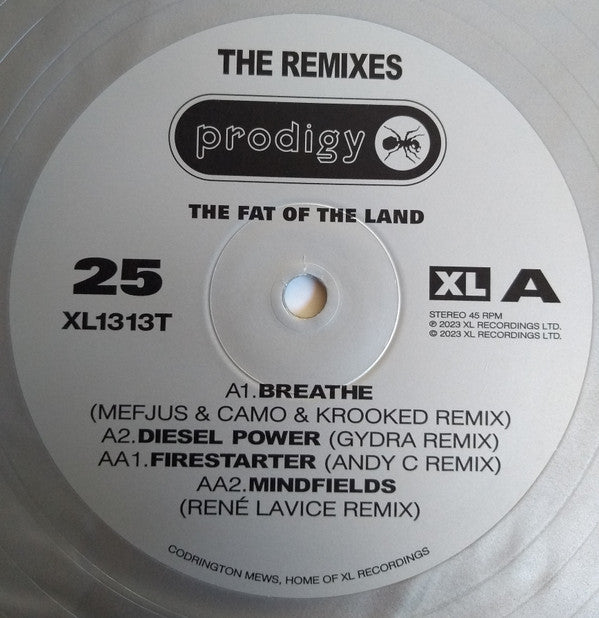 THE REMIXES
prodigy
THE FAT OF THE LAND
25
XL1313T
XL A
STEREO 45 RPM
℗ 2023 XL RECORDINGS LTD.
© 2023 XL RECORDINGS LTD.
A1.BREATHE
(MEFJUS & CAMO & KROOKED REMIX)
A2.DIESEL POWER (GYDRA REMIX)
AA1.FIRESTARTER (ANDY C REMIX)
AA2.MINDFIELDS
(RENÉ LAVICE REMIX)
CODRINGTON MEWS, HOME OF XL RECORDINGS